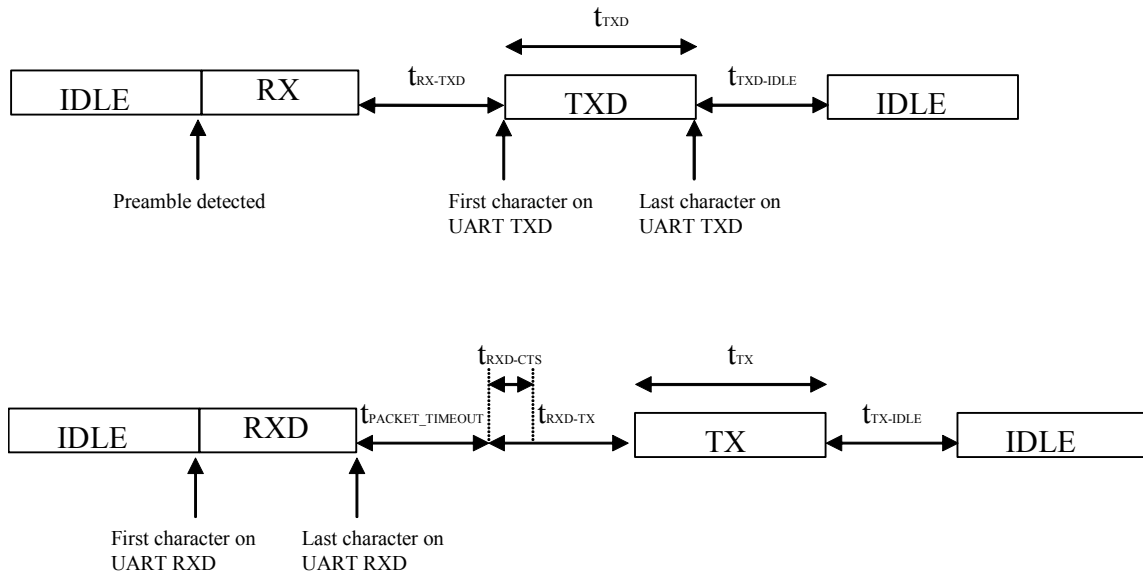 tTXD
IDLE
RX
tRX-TXD
TXD
tTXD-IDLE
IDLE
Preamble detected
First character on
UART TXD
Last character on
UART TXD
tRXD-CTS
tTX
IDLE
RXD
tPACKET_TIMEOUT
tRXD-TX
TX
tTX-IDLE
IDLE
First character on
UART RXD
Last character on
UART RXD